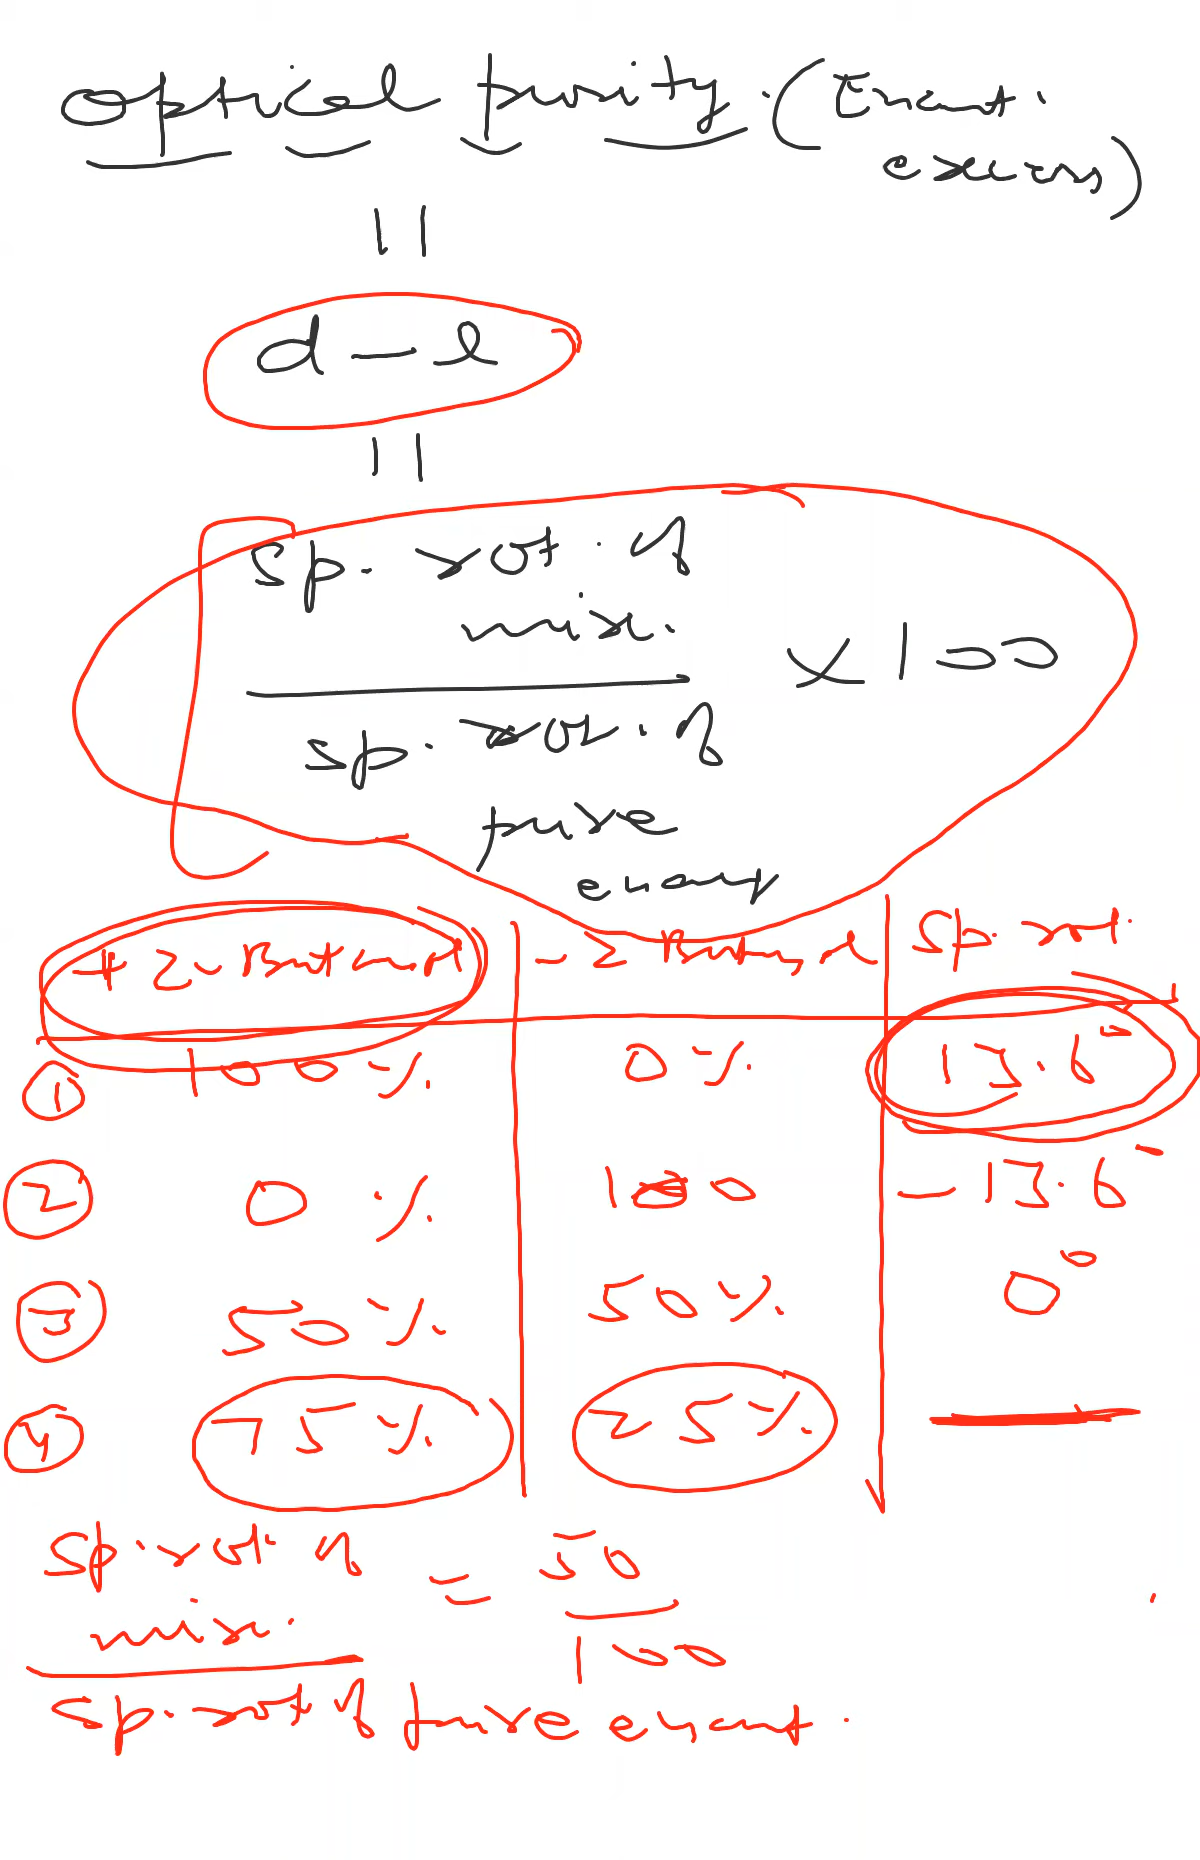 optical purity. (Enant.
excess)
||
d - l
||
sp. rot. of
mix.
x 100
sp. rot. of
pure
enant
+ 2- Butanol - 2 Butanol sp. rot.
① 100 % 0 % 13.6°
② 0 % 100 - 13.6°
③ 50 % 50 % 0°
④ 75 % 25 %
sp. rot. of = 50
mix. 100
sp. rot of pure enant.